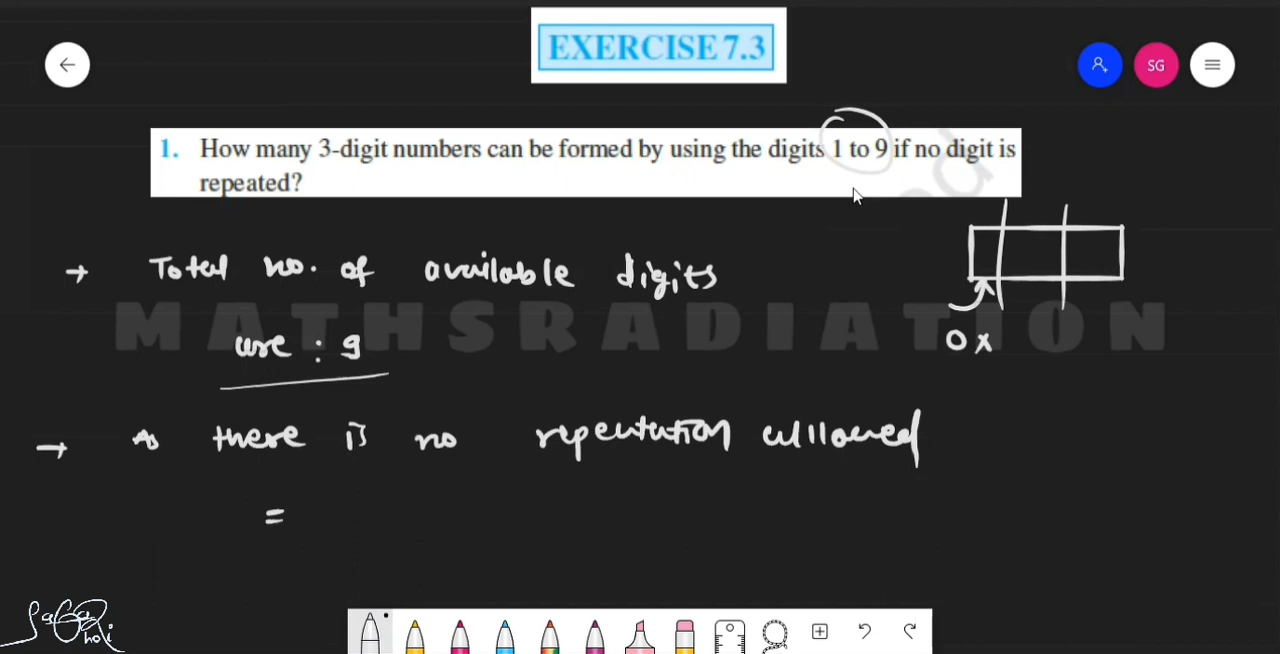 EXERCISE 7.3
SG
1. How many 3-digit numbers can be formed by using the digits 1 to 9 if no digit is
repeated?
→ Total no. of available digits
are : 9
0 x
MATHSRADIATION
→ As there is no repeutation allowed
=